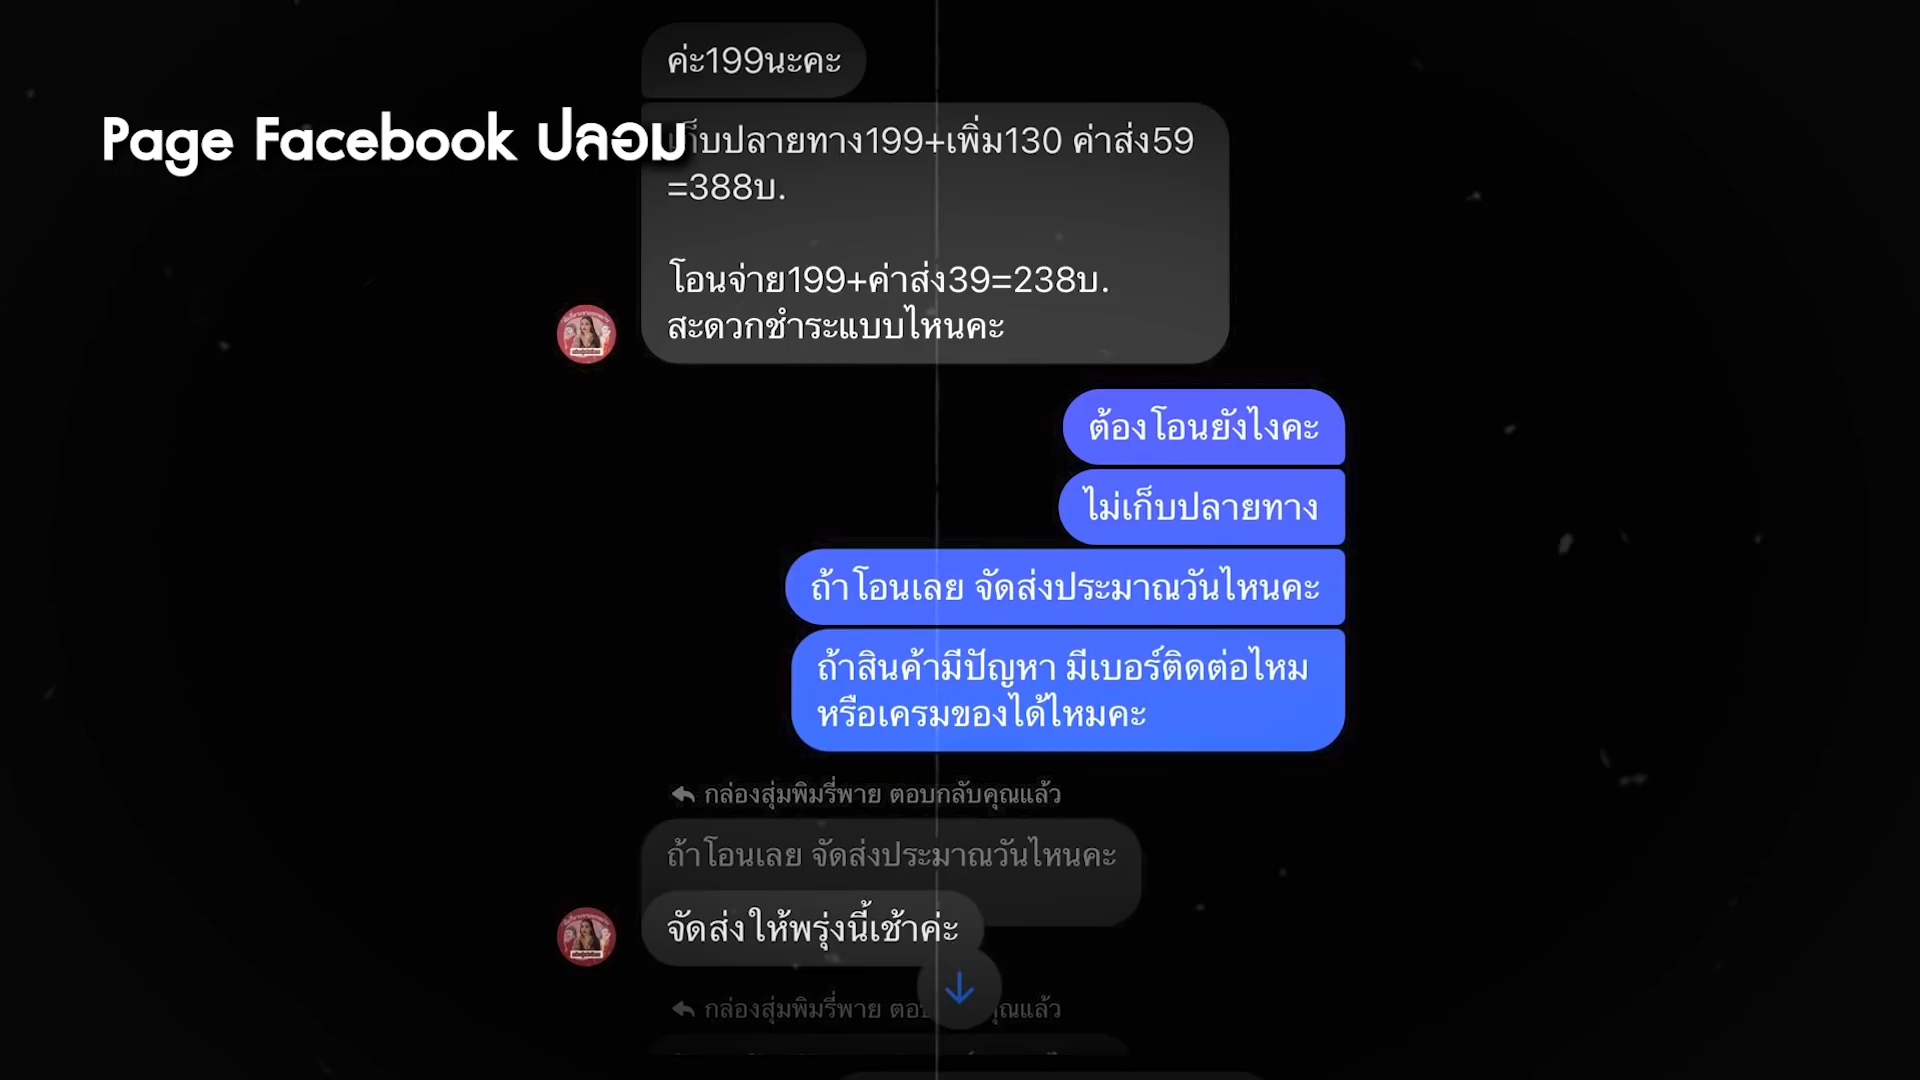 ค่ะ199นะคะ
Page Facebook ปลอม
เก็บปลายทาง199+เพิ่ม130 ค่าส่ง59
=388บ.
โอนจ่าย199+ค่าส่ง39=238บ.
สะดวกชำระแบบไหนคะ
ต้องโอนยังไงคะ
ไม่เก็บปลายทาง
ถ้าโอนเลย จัดส่งประมาณวันไหนคะ
ถ้าสินค้ามีปัญหา มีเบอร์ติดต่อไหม
หรือเครมของได้ไหมคะ
กล่องสุ่มพิมรี่พาย ตอบกลับคุณแล้ว
ถ้าโอนเลย จัดส่งประมาณวันไหนคะ
จัดส่งให้พรุ่งนี้เช้าค่ะ
กล่องสุ่มพิมรี่พาย